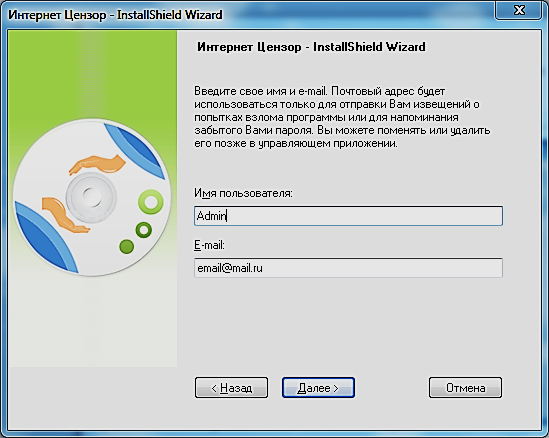 Интернет Цензор - InstallShield Wizard
Интернет Цензор - InstallShield Wizard
Введите свое имя и e-mail. Почтовый адрес будет
использоваться только для отправки Вам извещений о
попытках взлома программы или для напоминания
забытого Вами пароля. Вы можете поменять или удалить
его позже в управляющем приложении.
Имя пользователя:
Admin
E-mail:
email@mail.ru
< Назад Далее > Отмена